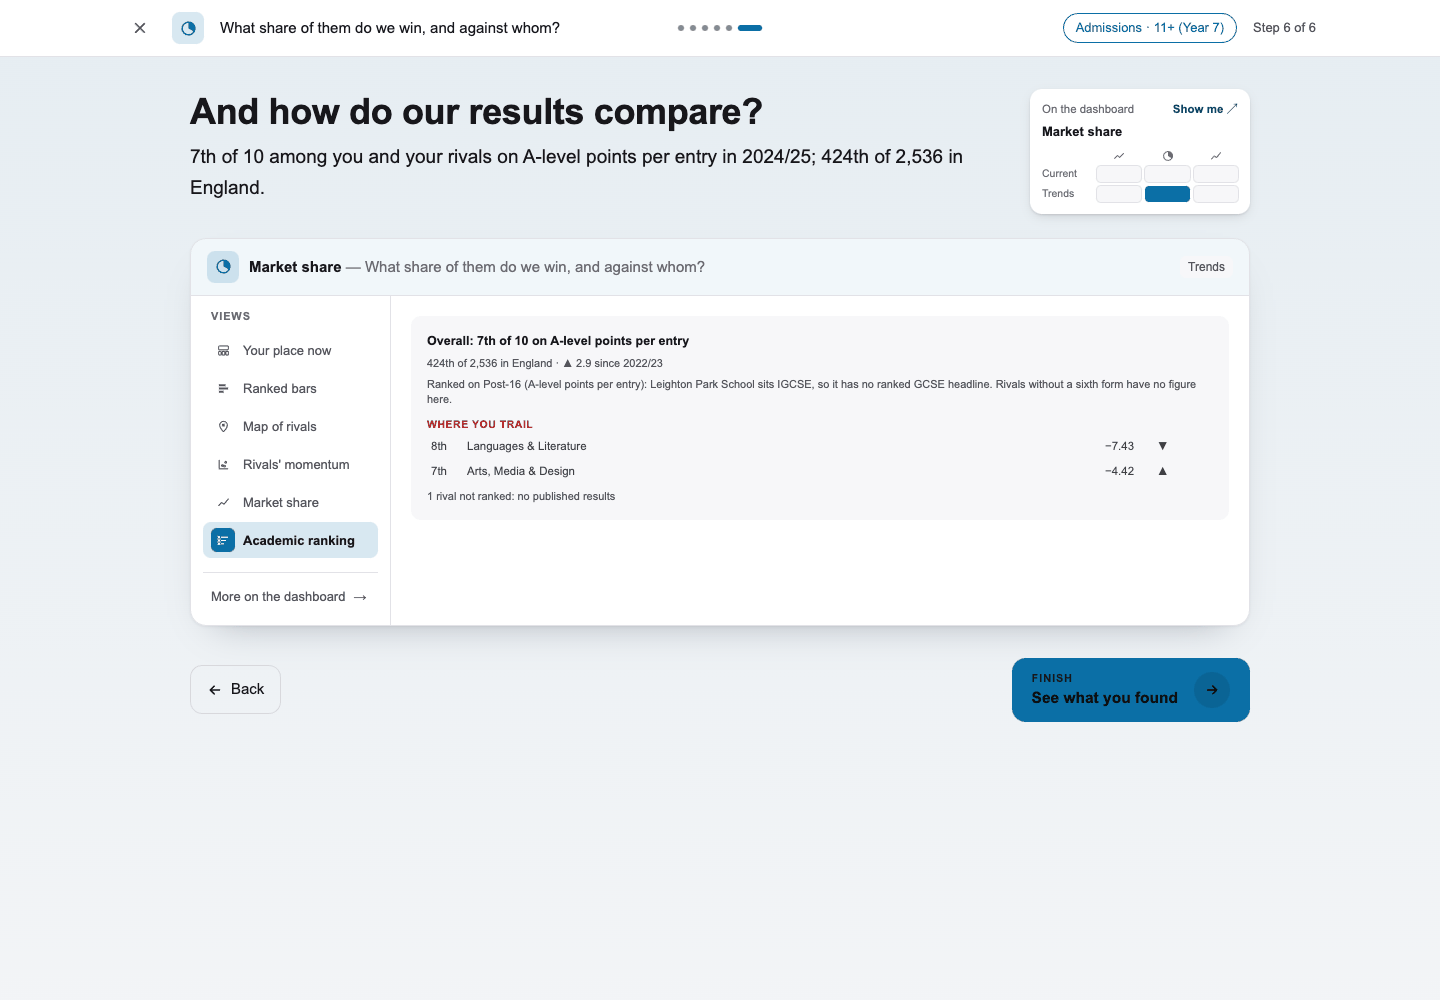 What share of them do we win, and against whom?
Admissions · 11+ (Year 7)
Step 6 of 6
And how do our results compare?
7th of 10 among you and your rivals on A-level points per entry in 2024/25; 424th of 2,536 in
England.
On the dashboard
Show me
Market share
Current
Trends
Market share — What share of them do we win, and against whom?
Trends
VIEWS
Your place now
Ranked bars
Map of rivals
Rivals' momentum
Market share
Academic ranking
More on the dashboard →
Overall: 7th of 10 on A-level points per entry
424th of 2,536 in England · ▲ 2.9 since 2022/23
Ranked on Post-16 (A-level points per entry): Leighton Park School sits IGCSE, so it has no ranked GCSE headline. Rivals without a sixth form have no figure
here.
WHERE YOU TRAIL
8th Languages & Literature −7.43 ▼
7th Arts, Media & Design −4.42 ▲
1 rival not ranked: no published results
Back
FINISH
See what you found